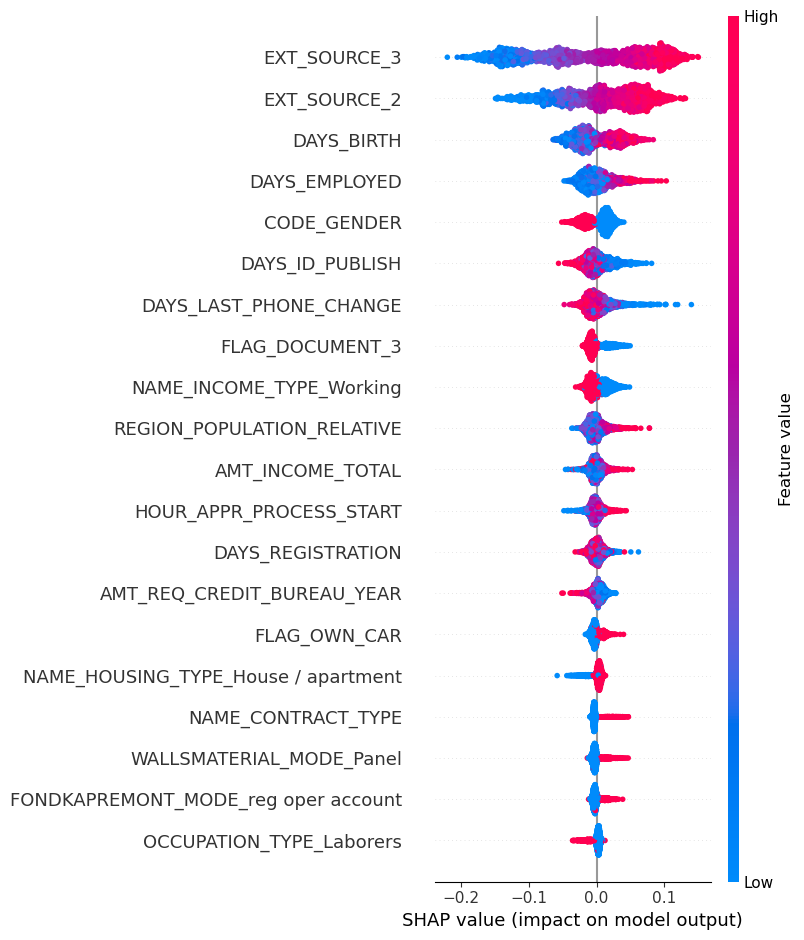 High
EXT_SOURCE_3
EXT_SOURCE_2
DAYS_BIRTH
DAYS_EMPLOYED
CODE_GENDER
DAYS_ID_PUBLISH
DAYS_LAST_PHONE_CHANGE
FLAG_DOCUMENT_3
NAME_INCOME_TYPE_Working
REGION_POPULATION_RELATIVE
AMT_INCOME_TOTAL
HOUR_APPR_PROCESS_START
DAYS_REGISTRATION
AMT_REQ_CREDIT_BUREAU_YEAR
FLAG_OWN_CAR
NAME_HOUSING_TYPE_House / apartment
NAME_CONTRACT_TYPE
WALLSMATERIAL_MODE_Panel
FONDKAPREMONT_MODE_reg oper account
OCCUPATION_TYPE_Laborers
Feature value
Low
−0.2 −0.1 0.0 0.1
SHAP value (impact on model output)